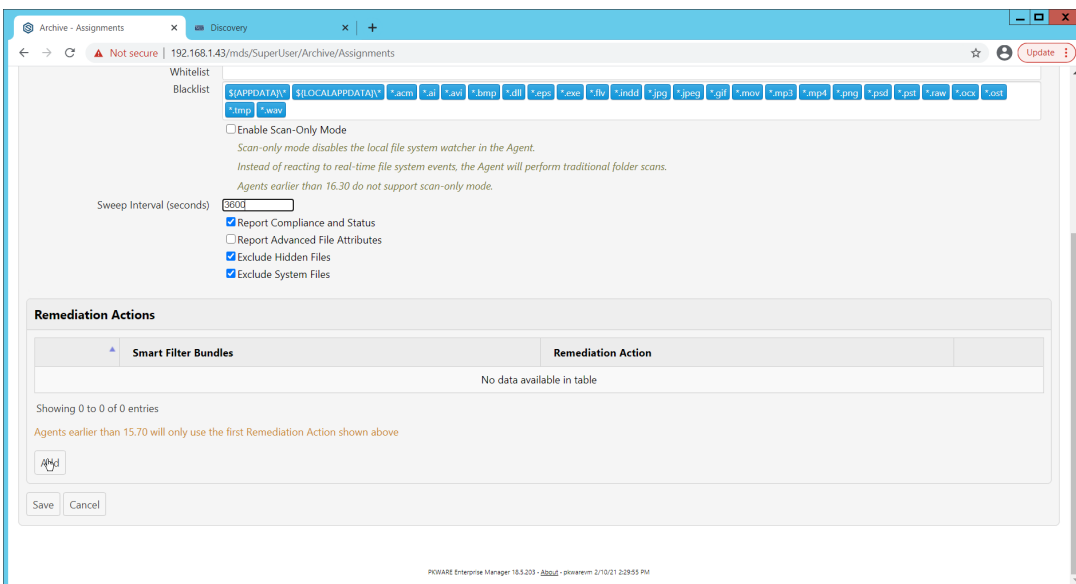 Archive - Assignments
Discovery
Not secure | 192.168.1.43/mds/SuperUser/Archive/Assignments
Update
Whitelist
Blacklist
${APPDATA}\* ${LOCALAPPDATA}\* *.acm *.ai *.avi *.bmp *.dll *.eps *.exe *.flv *.indd *.jpg *.jpeg *.gif *.mov *.mp3 *.mp4 *.png *.psd *.pst *.raw *.ocx *.ost
*.tmp *.wav
Enable Scan-Only Mode
Scan-only mode disables the local file system watcher in the Agent.
Instead of reacting to real-time file system events, the Agent will perform traditional folder scans.
Agents earlier than 16.30 do not support scan-only mode.
Sweep Interval (seconds) 3600
Report Compliance and Status
Report Advanced File Attributes
Exclude Hidden Files
Exclude System Files
Remediation Actions
Smart Filter Bundles Remediation Action
No data available in table
Showing 0 to 0 of 0 entries
Agents earlier than 15.70 will only use the first Remediation Action shown above
Add
Save Cancel
PKWARE Enterprise Manager 18.5.203 - About - pkwarevm 2/10/21 2:29:55 PM